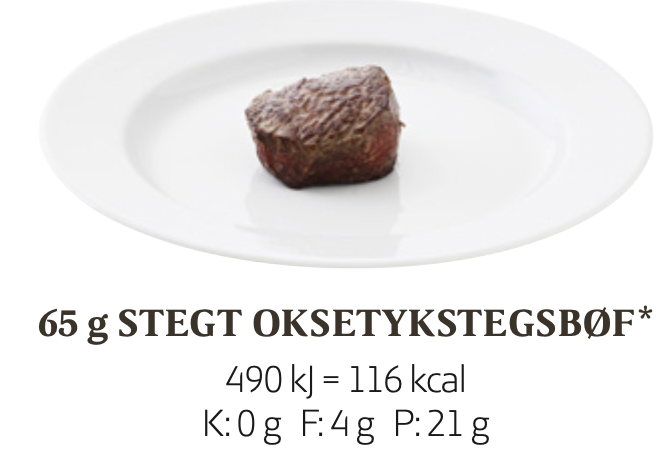 65 g STEGT OKSETYKSTEGSBØF*
490 kJ = 116 kcal
K: 0 g F: 4 g P: 21 g